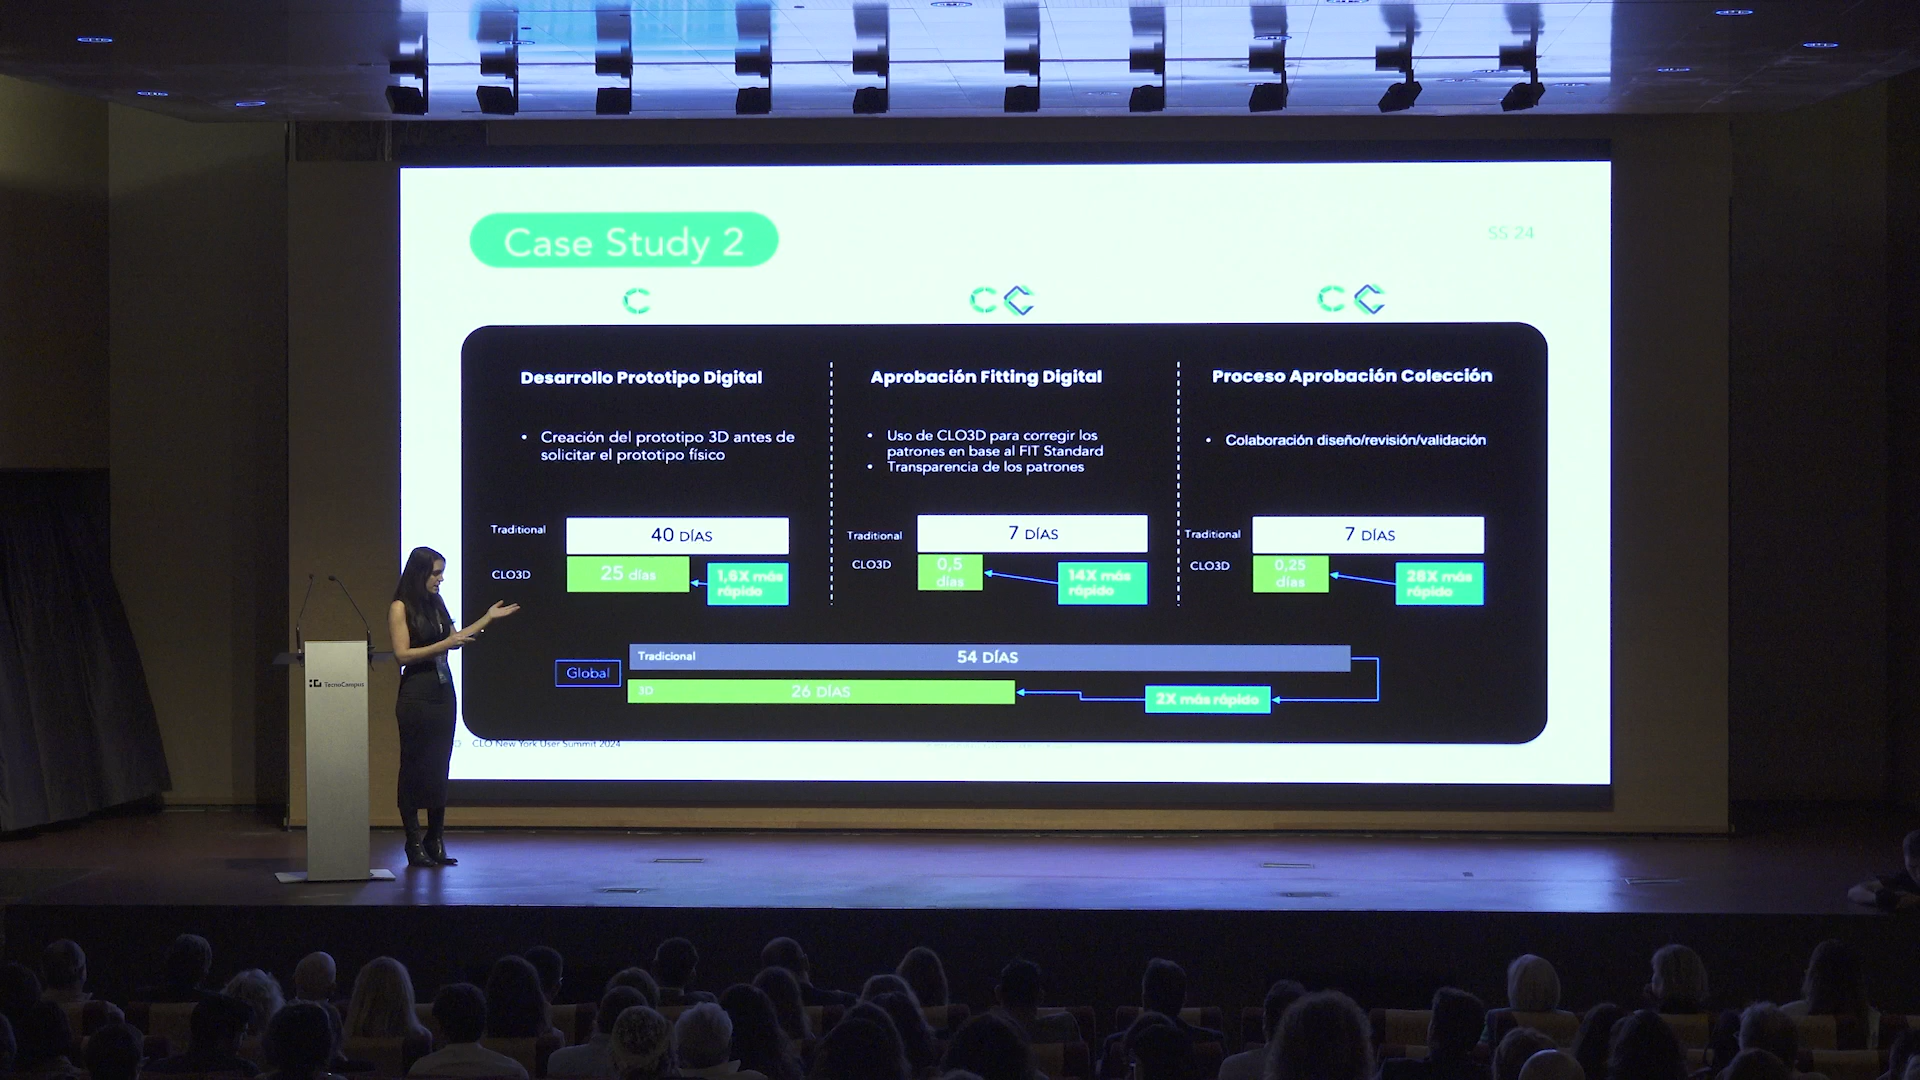 Case Study 2
SS 24
Desarrollo Prototipo Digital
• Creación del prototipo 3D antes de
solicitar el prototipo físico
Traditional
40 DÍAS
CLO3D
25 días
1,6X más
rápido
Aprobación Fitting Digital
• Uso de CLO3D para corregir los
patrones en base al FIT Standard
• Transparencia de los patrones
Traditional
7 DÍAS
CLO3D
0,5
días
14X más
rápido
Proceso Aprobación Colección
• Colaboración diseño/revisión/validación
Traditional
7 DÍAS
CLO3D
0,25
días
28X más
rápido
Global
Tradicional
54 DÍAS
3D
26 DÍAS
2X más rápido
CLO New York User Summit 2024
TecnoCampus